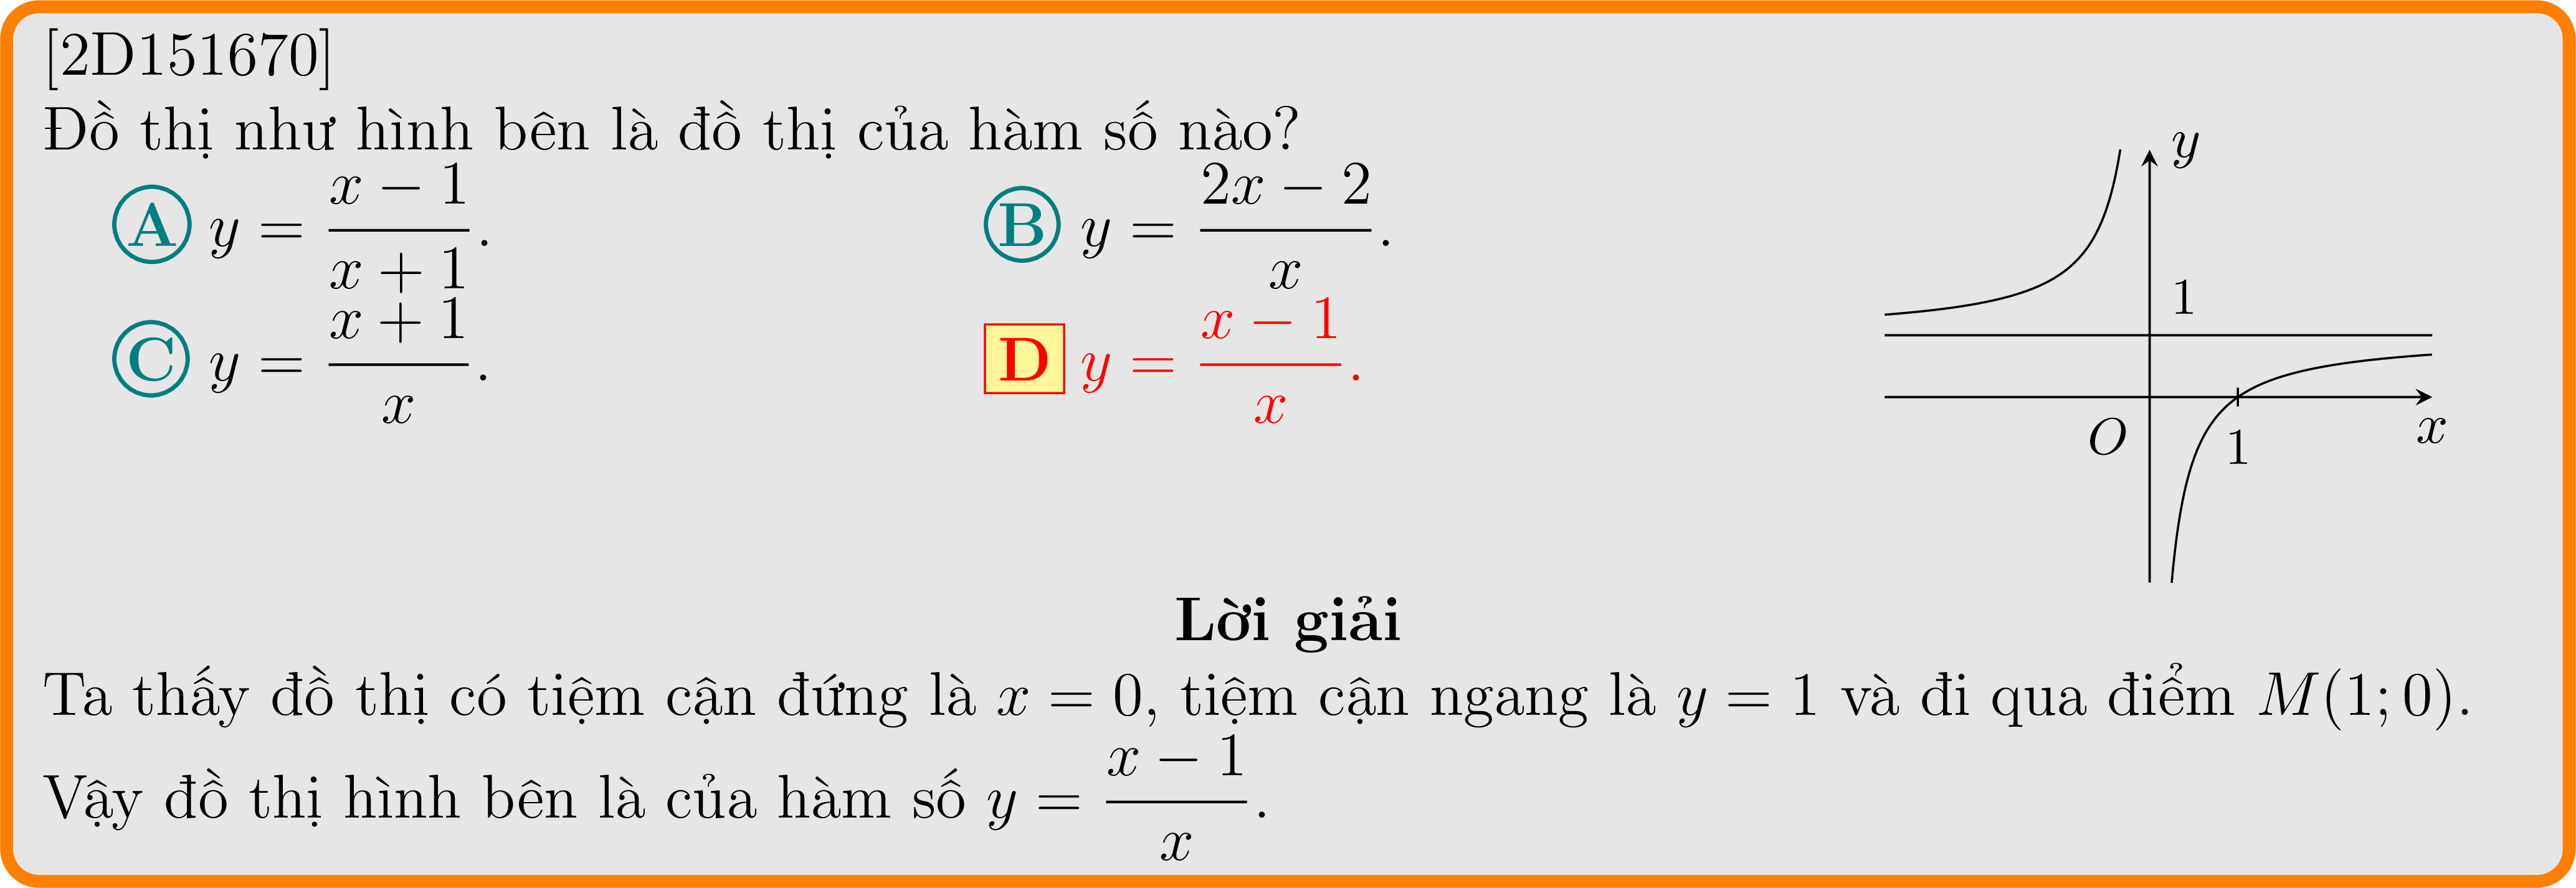 [2D151670]
Đồ thị như hình bên là đồ thị của hàm số nào?
A y = \frac{x − 1}{x + 1}.
B y = \frac{2x − 2}{x}.
C y = \frac{x + 1}{x}.
D y = \frac{x − 1}{x}.
y
1
O
1
x
Lời giải
Ta thấy đồ thị có tiệm cận đứng là x = 0, tiệm cận ngang là y = 1 và đi qua điểm M(1; 0).
Vậy đồ thị hình bên là của hàm số y = \frac{x − 1}{x}.